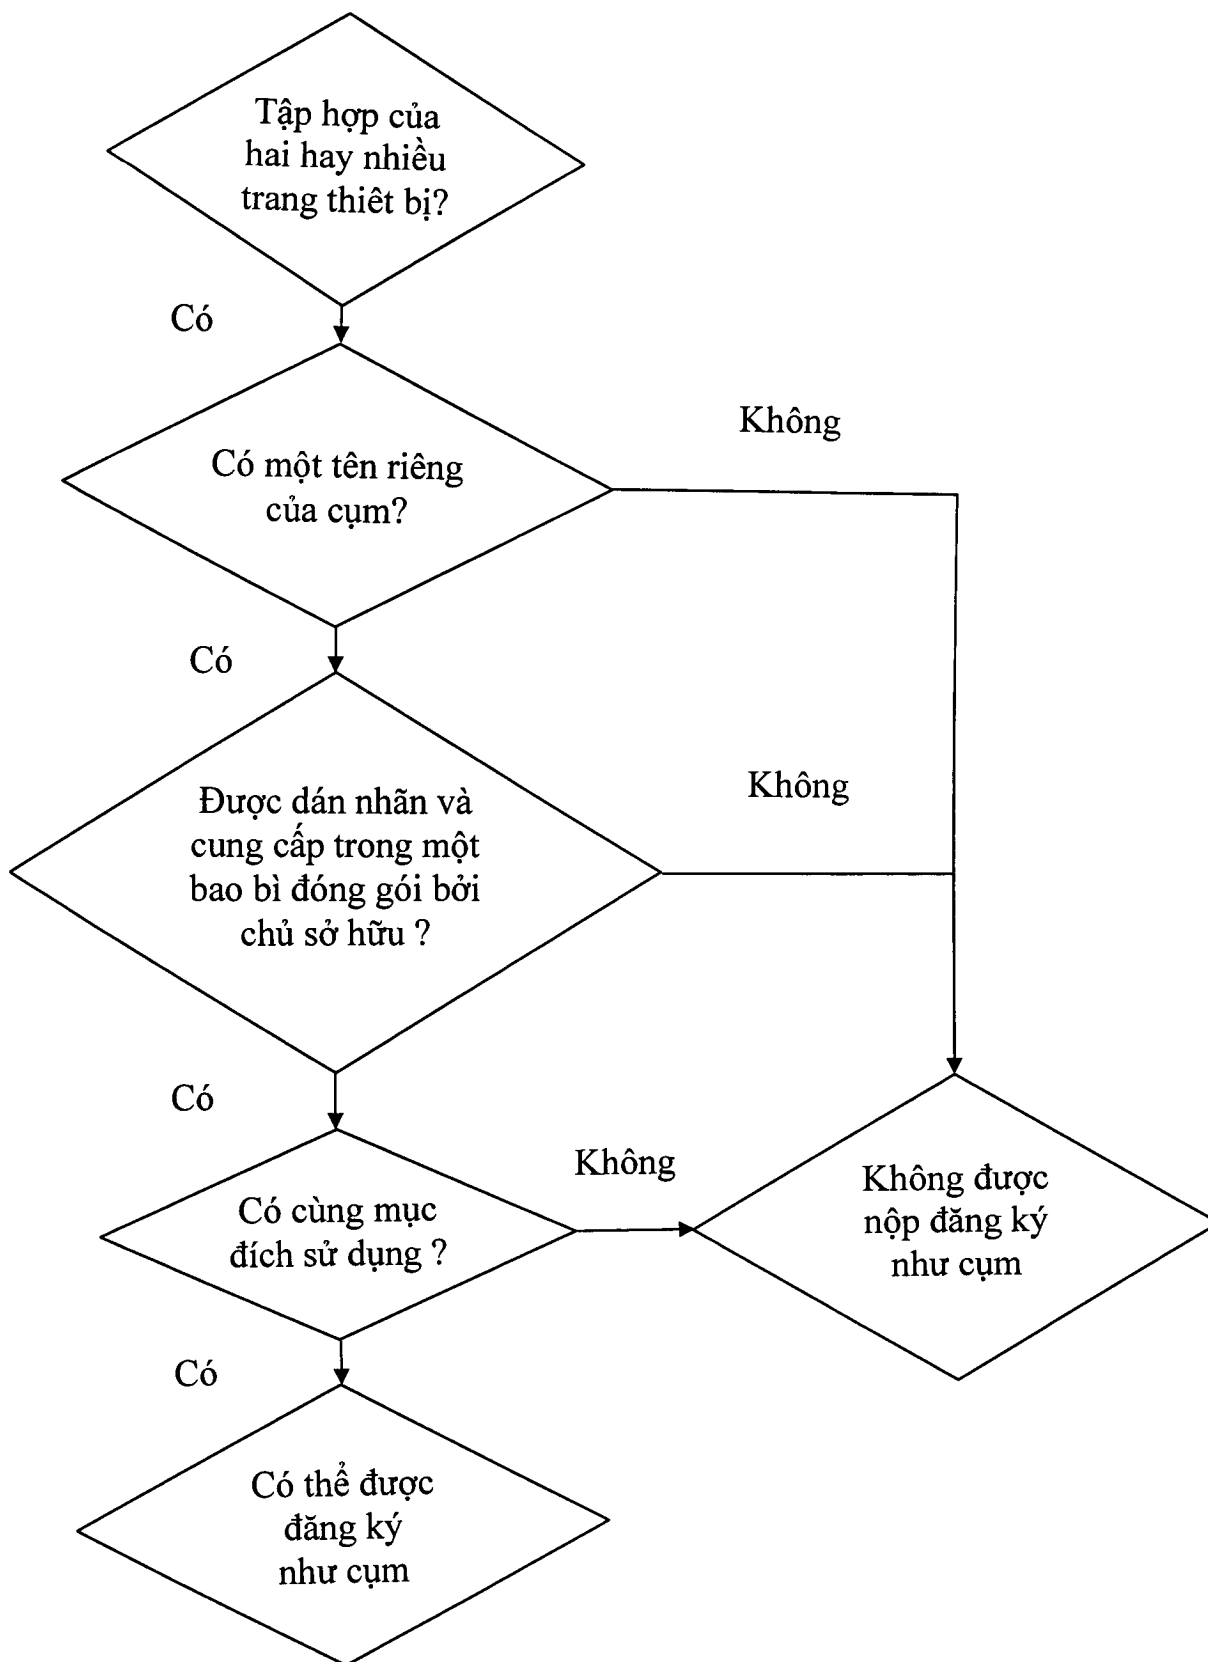 Tập hợp của
hai hay nhiều
trang thiêt bị?
Có
Không
Có một tên riêng
của cụm?
Có
Không
Được dán nhãn và
cung cấp trong một
bao bì đóng gói bởi
chủ sở hữu ?
Có
Không
Có cùng mục
đích sử dụng ?
Không được
nộp đăng ký
như cụm
Có
Có thể được
đăng ký
như cụm